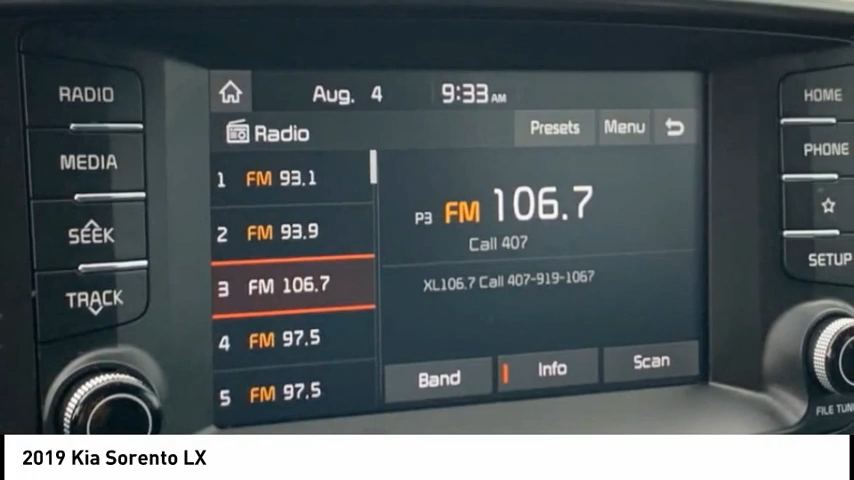 RADIO
MEDIA
SEEK
TRACK
Aug. 4 9:33 AM
Radio Presets Menu
1 FM 93.1
2 FM 93.9
3 FM 106.7
4 FM 97.5
5 FM 97.5
P3 FM 106.7
Call 407
XL106.7 Call 407-919-1067
Band Info Scan
HOME
PHONE
SETUP
FILE TUN
2019 Kia Sorento LX